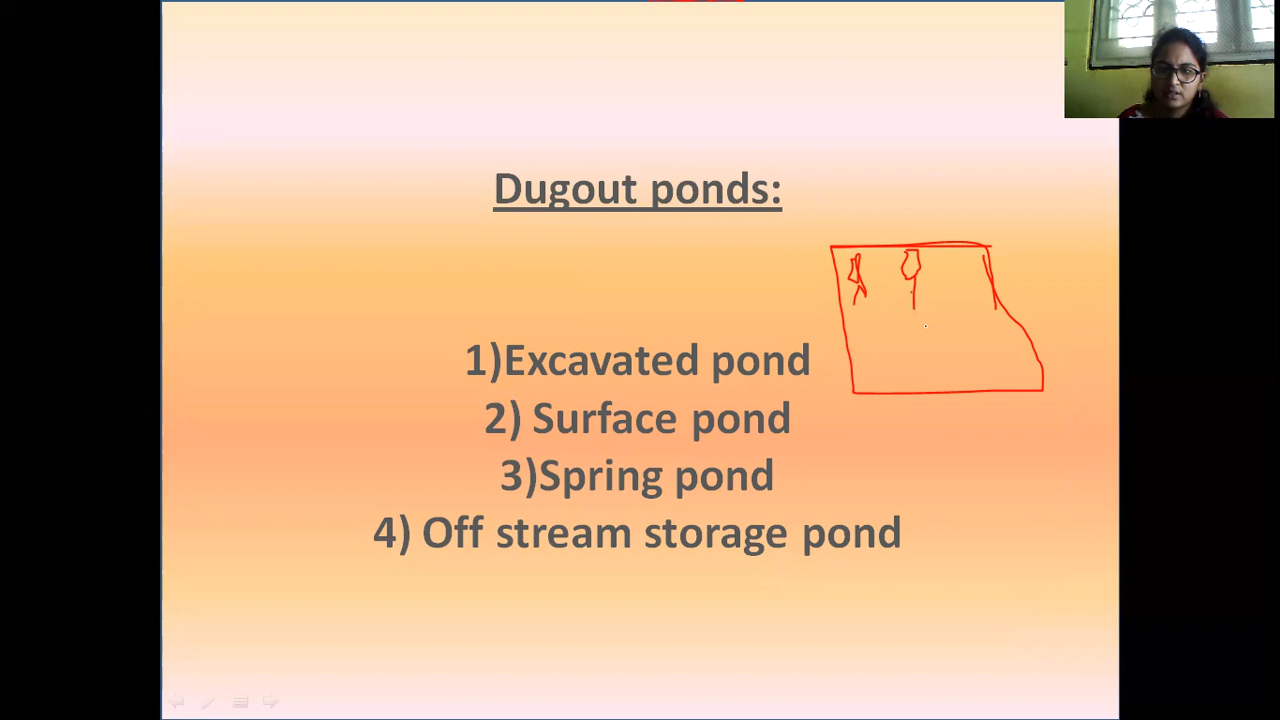 Dugout ponds:
1)Excavated pond
2) Surface pond
3)Spring pond
4) Off stream storage pond